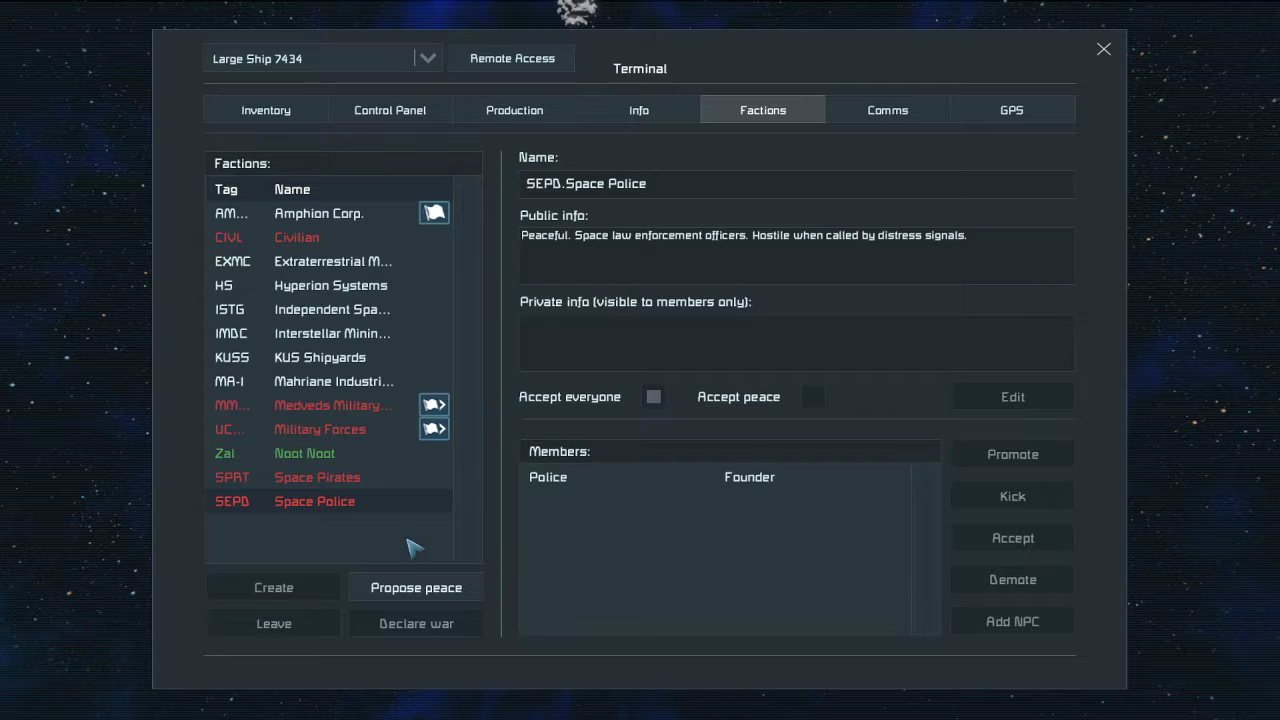 Large Ship 7434
Remote Access
Terminal
Inventory
Control Panel
Production
Info
Factions
Comms
GPS
Factions:
Tag Name
AM... Amphion Corp.
CIVL Civilian
EXMC Extraterrestrial M...
HS Hyperion Systems
ISTG Independent Spa...
IMDC Interstellar Minin...
KUSS KUS Shipyards
MA-I Mahriane Industri...
MM... Medveds Military...
UC... Military Forces
Zal Noot Noot
SPRT Space Pirates
SEPD Space Police
Create
Propose peace
Leave
Declare war
Name:
SEPD.Space Police
Public info:
Peaceful. Space law enforcement officers. Hostile when called by distress signals.
Private info (visible to members only):
Accept everyone
Accept peace
Edit
Members:
Police Founder
Promote
Kick
Accept
Demote
Add NPC